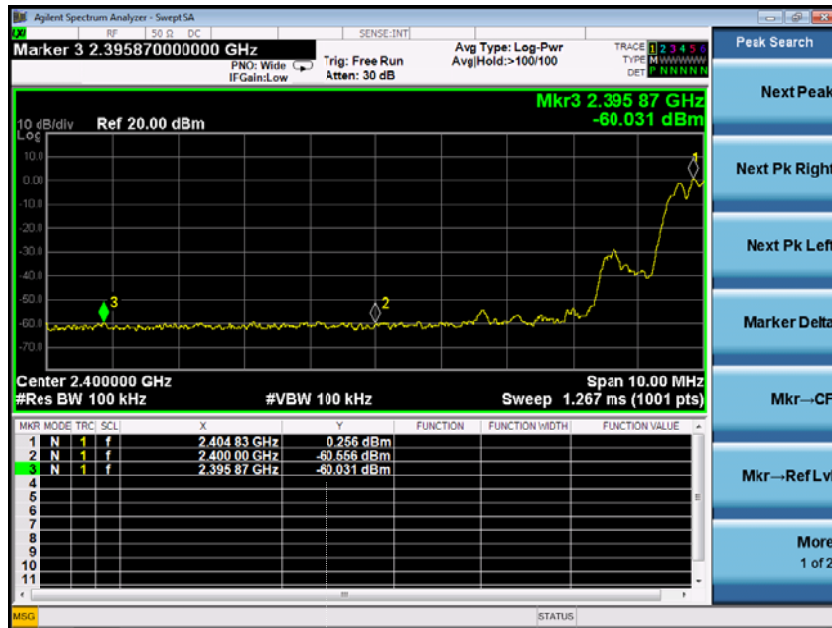 Agilent Spectrum Analyzer - Swept SA
RF 50 Ω DC SENSE:INT
Marker 3 2.395870000000 GHz
PNO: Wide
IFGain:Low
Trig: Free Run
Atten: 30 dB
Avg Type: Log-Pwr
Avg|Hold:>100/100
TRACE 1 2 3 4 5 6
TYPE M WWWWW
DET P N N N N N
Peak Search
Next Peak
Next Pk Right
Next Pk Left
Marker Delta
Mkr→CF
Mkr→Ref Lvl
More
1 of 2
Mkr3 2.395 87 GHz
-60.031 dBm
10 dB/div Ref 20.00 dBm
Log
10.0
0.00
-10.0
-20.0
-30.0
-40.0
-50.0
-60.0
-70.0
1
2
3
Center 2.400000 GHz Span 10.00 MHz
#Res BW 100 kHz #VBW 100 kHz Sweep 1.267 ms (1001 pts)
MKR MODE TRC SCL X Y FUNCTION FUNCTION WIDTH FUNCTION VALUE
1 N 1 f 2.404 83 GHz 0.256 dBm
2 N 1 f 2.400 00 GHz -60.556 dBm
3 N 1 f 2.395 87 GHz -60.031 dBm
4
5
6
7
8
9
10
11
MSG STATUS